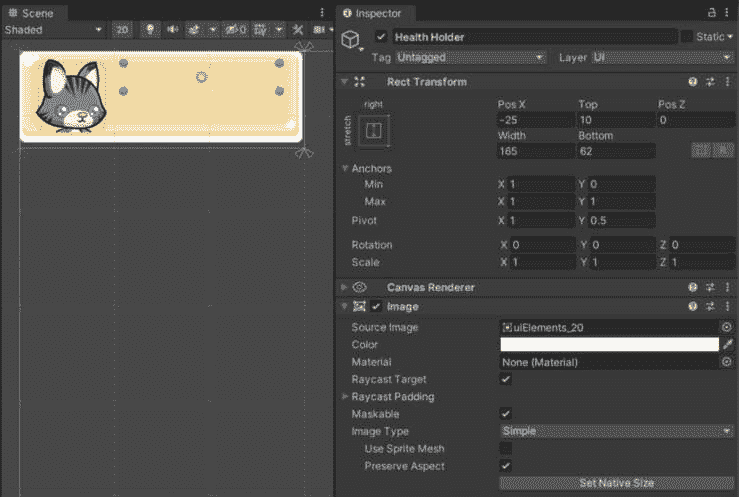 Scene
Inspector
Shaded
2D
0
Health Holder
Static
Tag
Untagged
Layer
UI
Rect Transform
right
stretch
Pos X
Top
Pos Z
-25
10
0
Width
Bottom
165
62
R
Anchors
Min
X 1
Y 0
Max
X 1
Y 1
Pivot
X 1
Y 0.5
Rotation
X 0
Y 0
Z 0
Scale
X 1
Y 1
Z 1
Canvas Renderer
Image
Source Image
uiElements_20
Color
Material
None (Material)
Raycast Target
Raycast Padding
Maskable
Image Type
Simple
Use Sprite Mesh
Preserve Aspect
Set Native Size